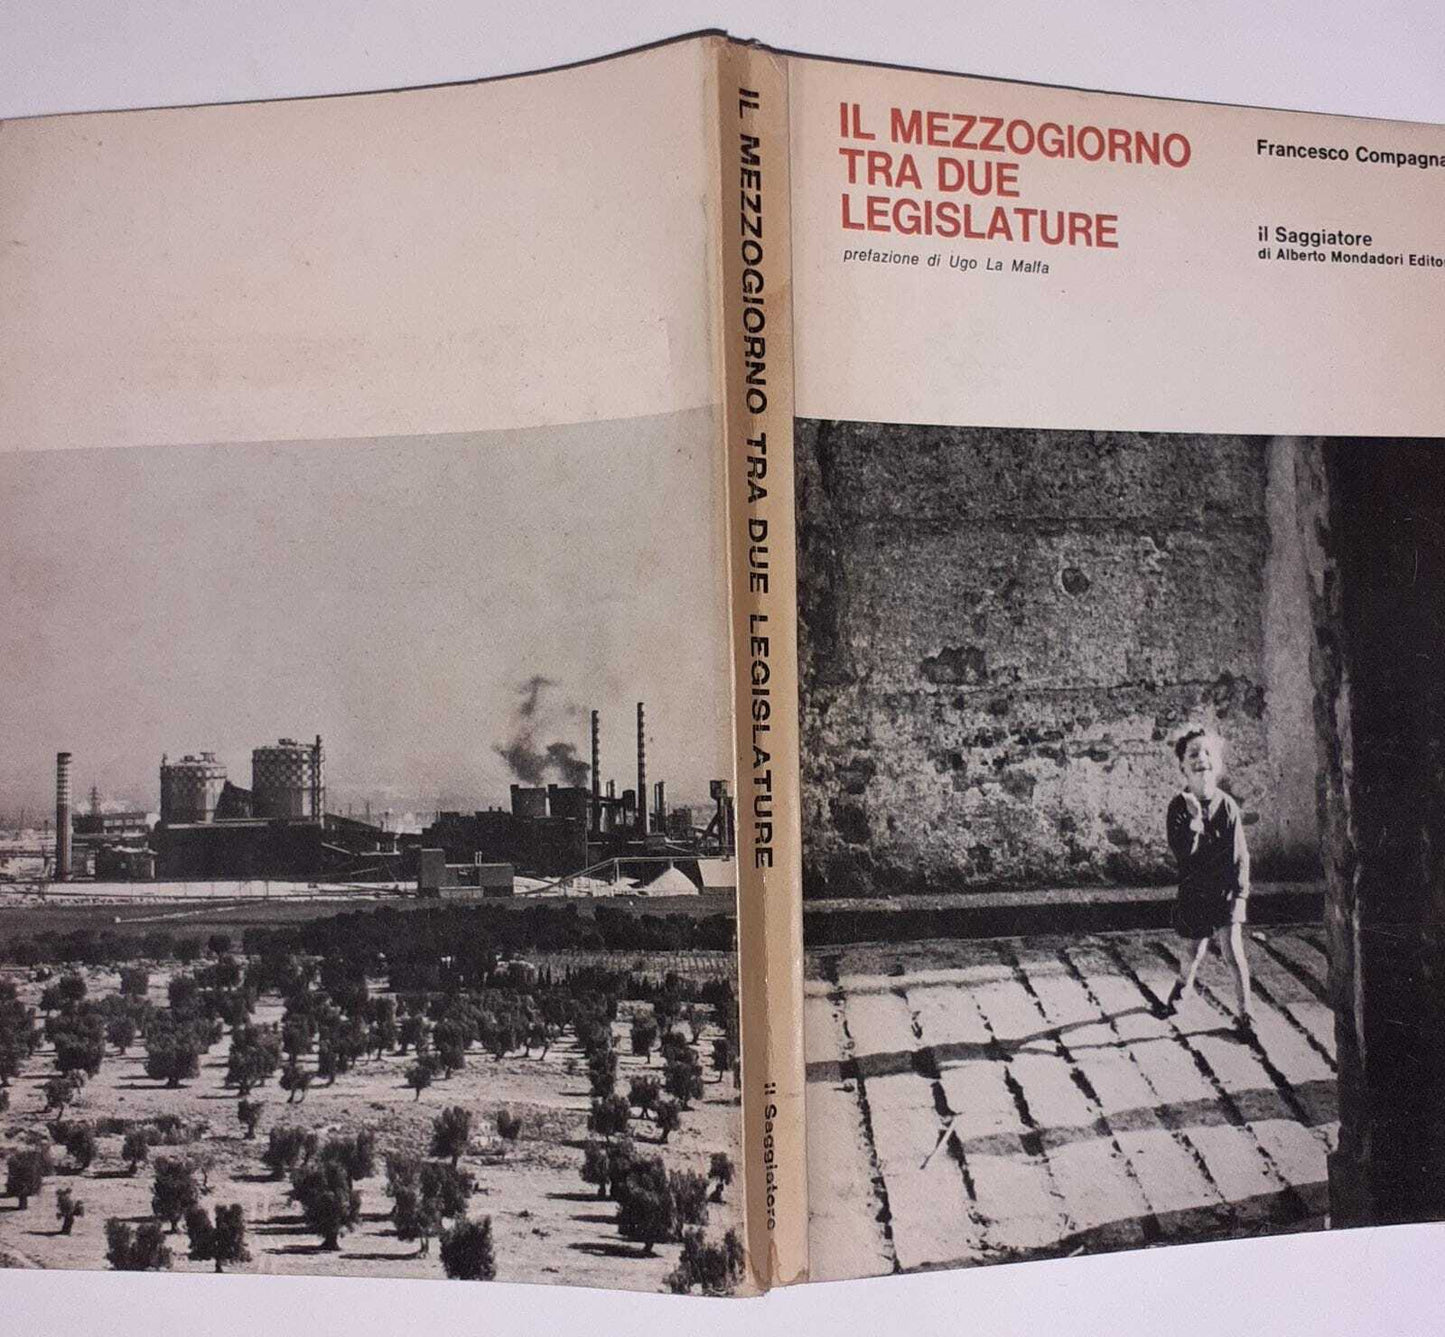 IL MEZZOGIORNO TRA DUE LEGISLATURE
il Saggiatore
IL MEZZOGIORNO
TRA DUE
LEGISLATURE
prefazione di Ugo La Malfa
Francesco Compagna
il Saggiatore
di Alberto Mondadori Edito